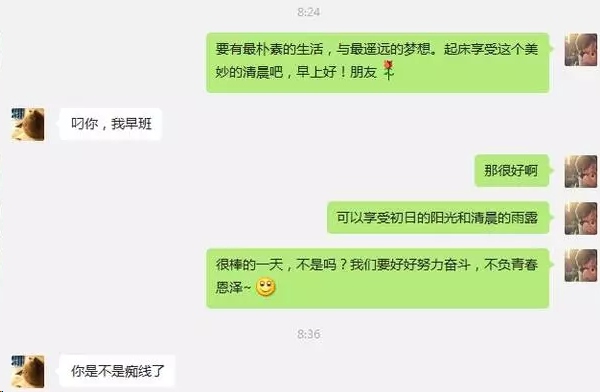 8:24
要有最朴素的生活，与最遥远的梦想。起床享受这个美
妙的清晨吧，早上好！朋友
叼你，我早班
那很好啊
可以享受初日的阳光和清晨的雨露
很棒的一天，不是吗？我们要好好努力奋斗，不负青春
恩泽~
8:36
你是不是痴线了